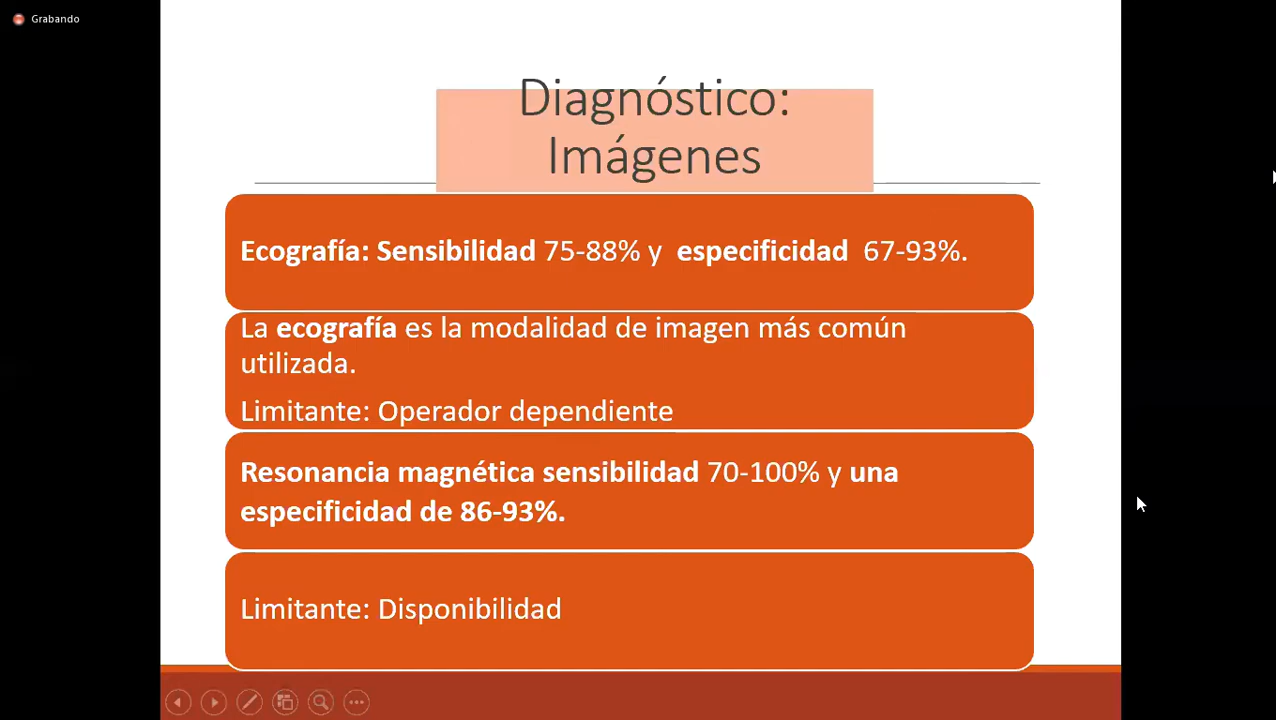 Grabando
Diagnóstico:
Imágenes
Ecografía: Sensibilidad 75-88% y especificidad 67-93%.
La ecografía es la modalidad de imagen más común
utilizada.
Limitante: Operador dependiente
Resonancia magnética sensibilidad 70-100% y una
especificidad de 86-93%.
Limitante: Disponibilidad